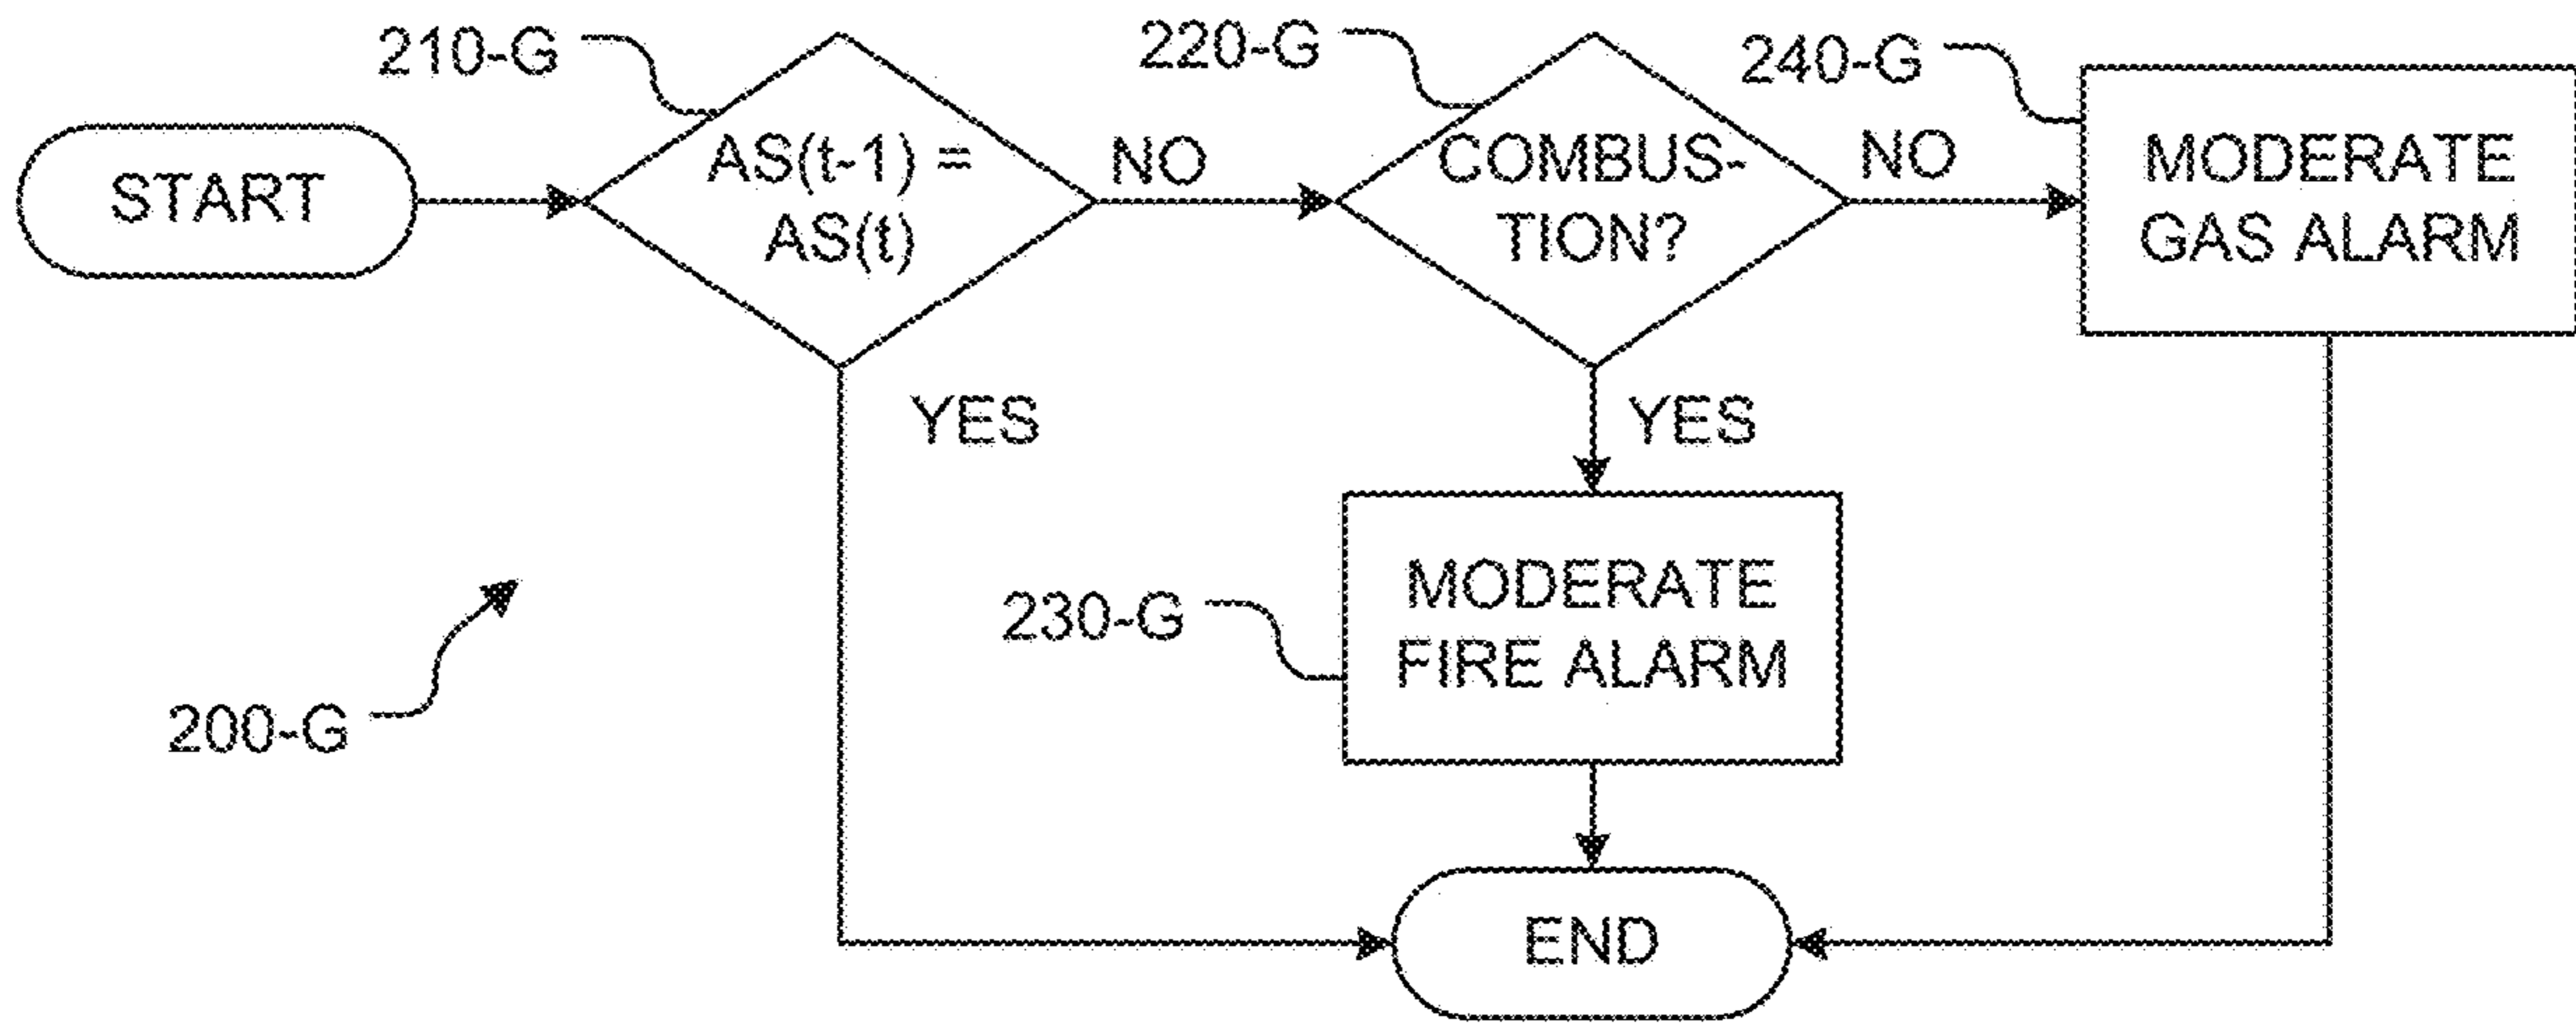 210-G
220-G
240-G
START
AS(t-1) =
AS(t)
NO
COMBUS-
TION?
NO
MODERATE
GAS ALARM
YES
YES
230-G
MODERATE
FIRE ALARM
200-G
END